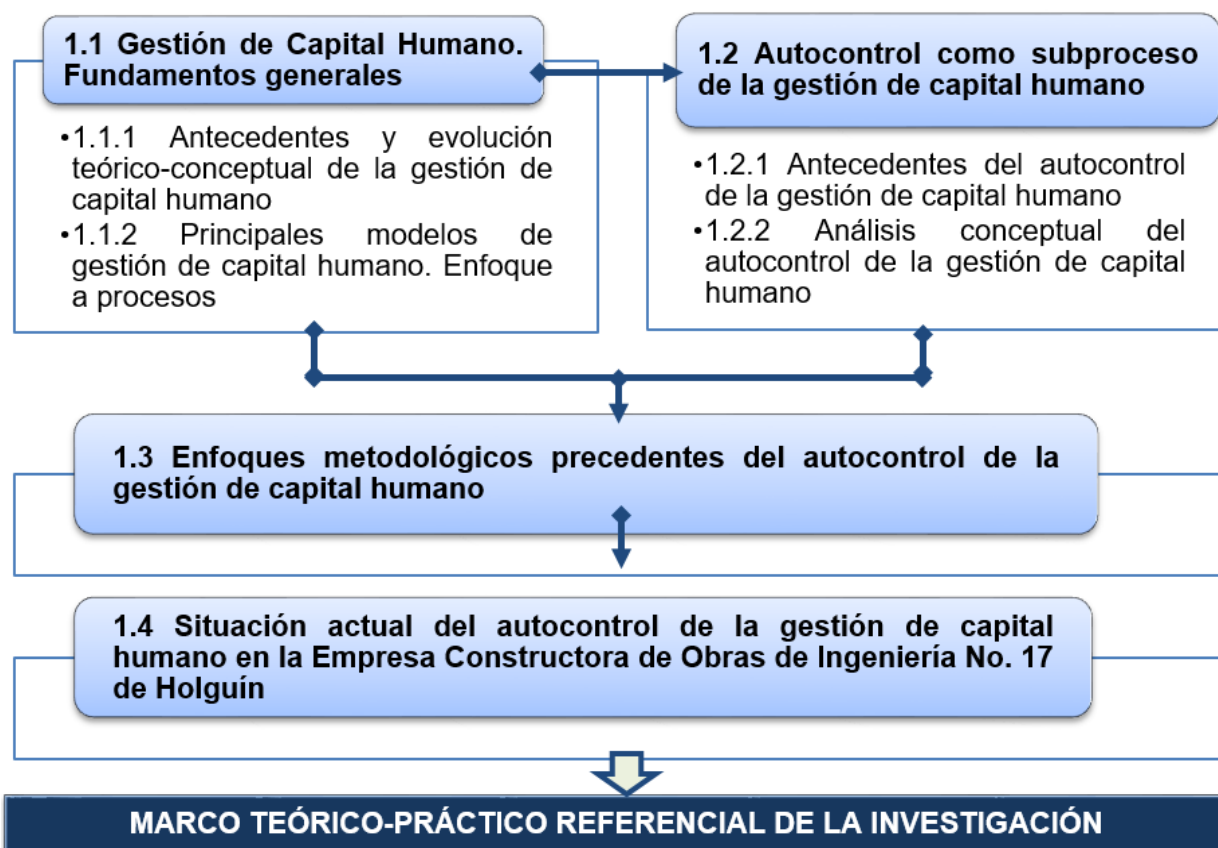 1.1 Gestión de Capital Humano.
Fundamentos generales
•1.1.1 Antecedentes y evolución
teórico-conceptual de la gestión de
capital humano
•1.1.2 Principales modelos de
gestión de capital humano. Enfoque
a procesos
1.2 Autocontrol como subproceso
de la gestión de capital humano
•1.2.1 Antecedentes del autocontrol
de la gestión de capital humano
•1.2.2 Análisis conceptual del
autocontrol de la gestión de capital
humano
1.3 Enfoques metodológicos precedentes del autocontrol de la
gestión de capital humano
1.4 Situación actual del autocontrol de la gestión de capital
humano en la Empresa Constructora de Obras de Ingeniería No. 17
de Holguín
MARCO TEÓRICO-PRÁCTICO REFERENCIAL DE LA INVESTIGACIÓN